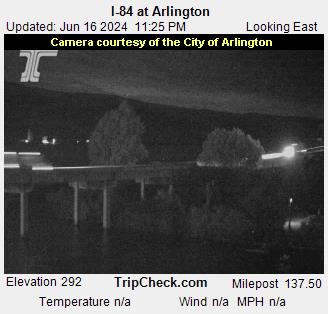 I-84 at Arlington
Updated: Jun 16 2024 11:25 PM Looking East
Camera courtesy of the City of Arlington
Elevation 292 TripCheck.com Milepost 137.50
Temperature n/a Wind n/a MPH n/a